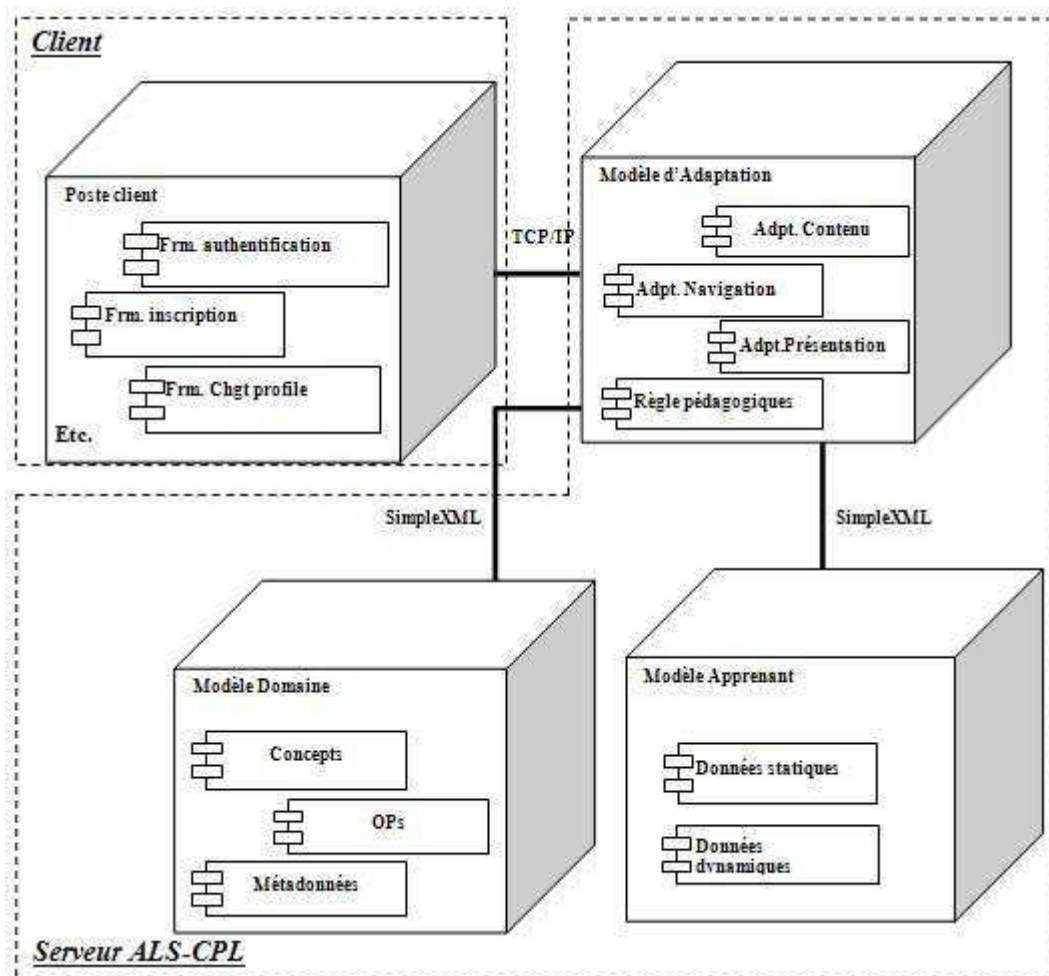 Client
Poste client
Frm. authentification
Frm. inscription
Frm. Chgt profile
Etc.
TCP/IP
Modèle d'Adaptation
Adpt. Contenu
Adpt. Navigation
Adpt.Présentation
Règle pédagogiques
SimpleXML
SimpleXML
Modèle Domaine
Concepts
OPs
Métadonnées
Modèle Apprenant
Données statiques
Données
dynamiques
Serveur ALS-CPL